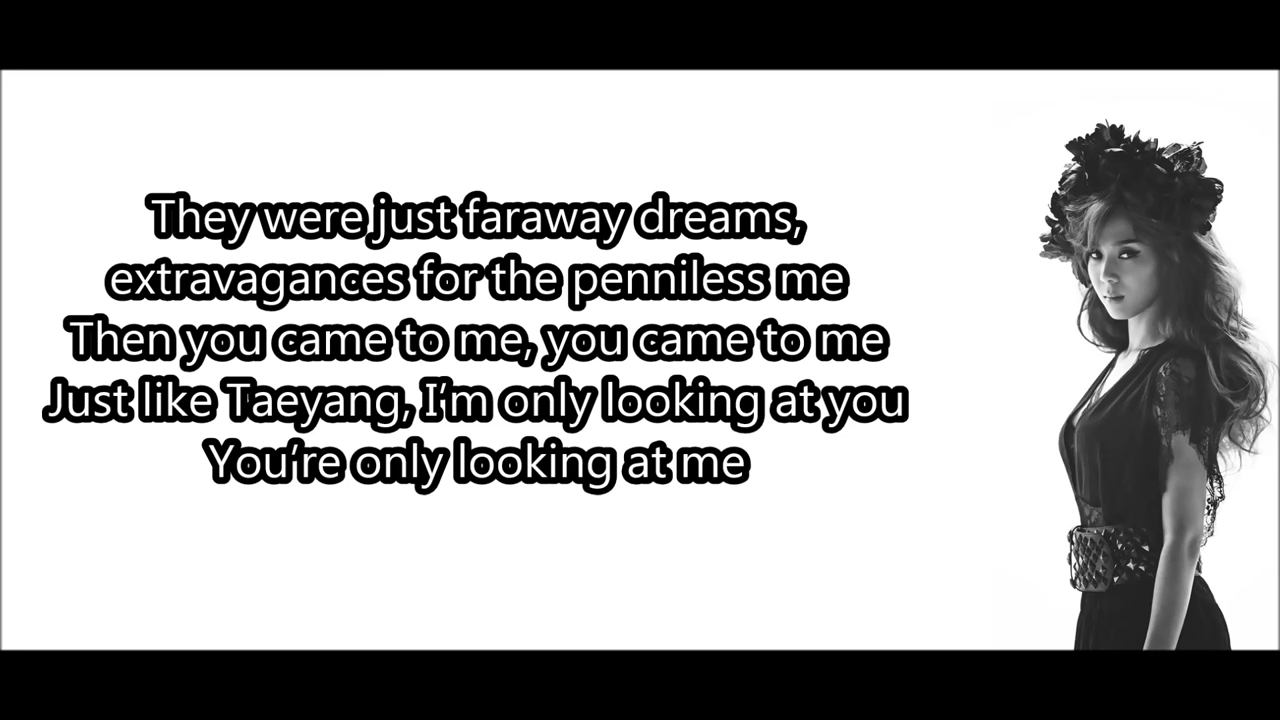 They were just faraway dreams,
extravagances for the penniless me
Then you came to me, you came to me
Just like Taeyang, I'm only looking at you
You're only looking at me